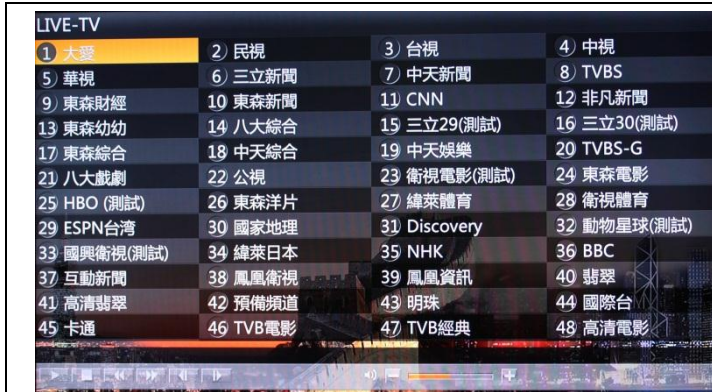 LIVE-TV
1 大愛 2 民視 3 台視 4 中視
5 華視 6 三立新聞 7 中天新聞 8 TVBS
9 東森財經 10 東森新聞 11 CNN 12 非凡新聞
13 東森幼幼 14 八大綜合 15 三立29(測試) 16 三立30(測試)
17 東森綜合 18 中天綜合 19 中天娛樂 20 TVBS-G
21 八大戲劇 22 公視 23 衛視電影(測試) 24 東森電影
25 HBO (測試) 26 東森洋片 27 緯萊體育 28 衛視體育
29 ESPN台湾 30 國家地理 31 Discovery 32 動物星球(測試)
33 國興衛視(測試) 34 緯萊日本 35 NHK 36 BBC
37 互動新聞 38 鳳凰衛視 39 鳳凰資訊 40 翡翠
41 高清翡翠 42 預備頻道 43 明珠 44 國際台
45 卡通 46 TVB電影 47 TVB經典 48 高清電影